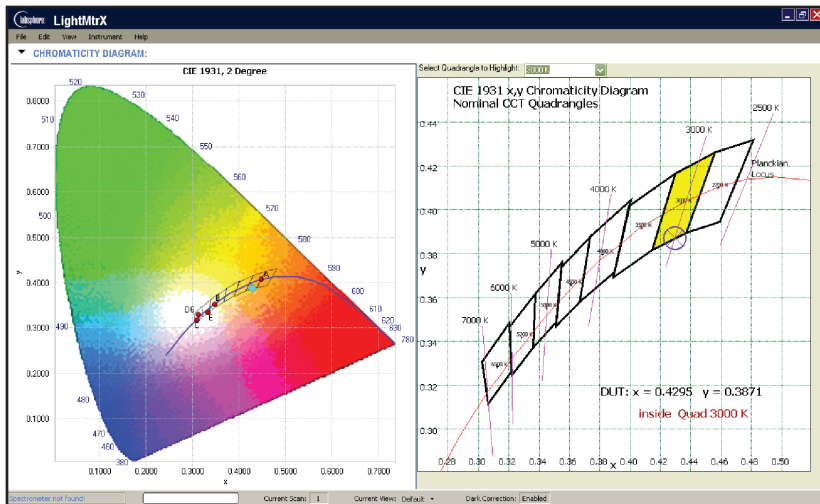 labsphere LightMtrX
File Edit View Instrument Help
CHROMATICITY DIAGRAM:
CIE 1931, 2 Degree
520
530
540
510
550
560
500
570
580
590
600
610
620
630
780
490
480
470
460
380
0.8000
0.7000
0.6000
0.5000
0.4000
0.3000
0.2000
0.1000
y
A
B
D6
E
C
0.1000 0.2000 0.3000 0.4000 0.5000 0.6000 0.7000
x
Select Quadrangle to Highlight: 3000 K
CIE 1931 x,y Chromaticity Diagram
Nominal CCT Quadrangles
2500 K
3000 K
4000 K
5000 K
6000 K
7000 K
Planckian
Locus
0.44
0.42
0.40
0.38
0.36
0.34
0.32
0.30
y
DUT: x = 0.4295 y = 0.3871
inside Quad 3000 K
0.28 0.30 0.32 0.34 0.36 0.38 0.40 0.42 0.44 0.46 0.48 0.50
x
Spectrometer not found! Current Scan: 1 Current View: Default Dark Correction: Enabled